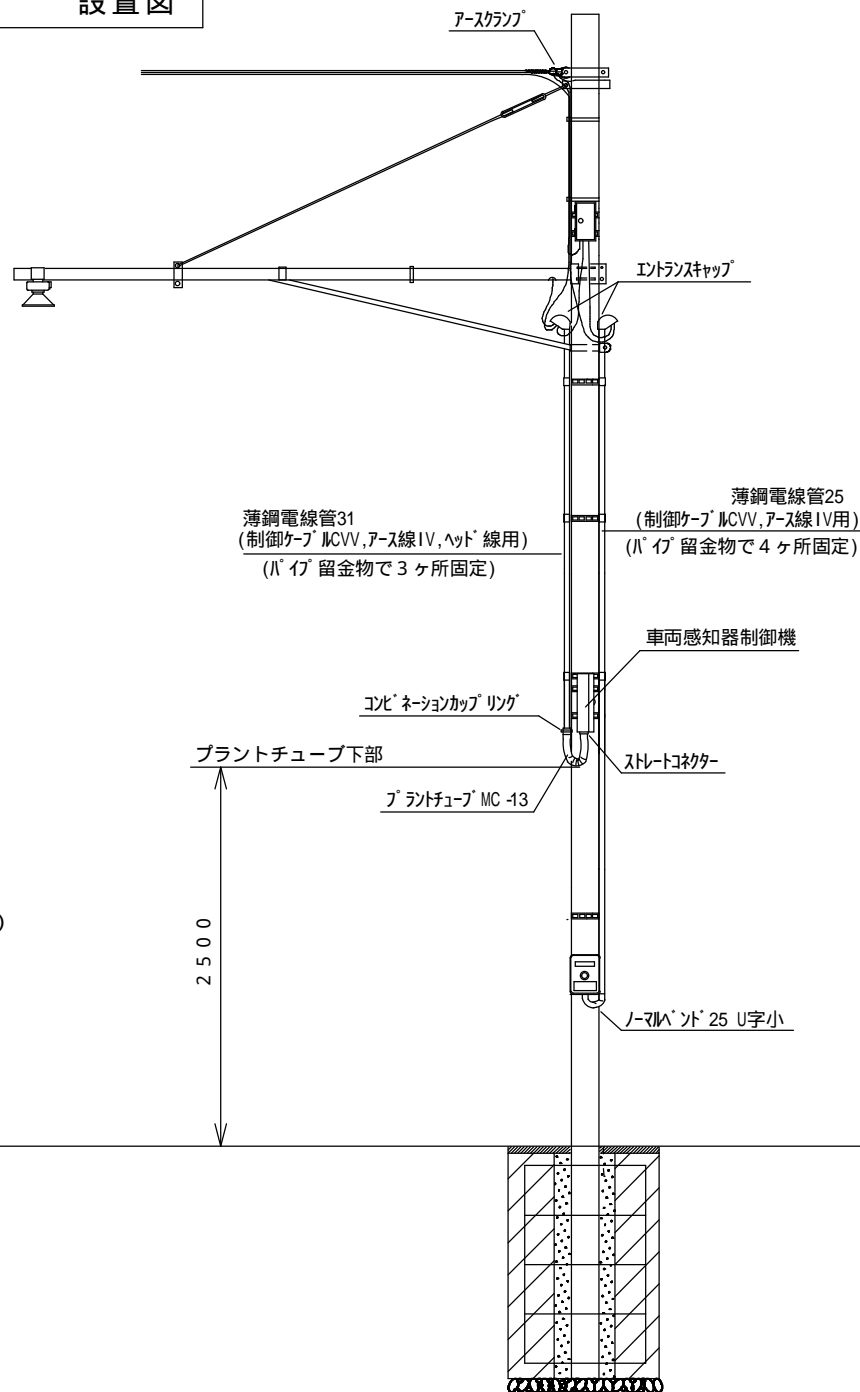 設置図
アースクランプ
エントランスキャップ
薄鋼電線管25
(制御ケーブルCVV,アース線IV用)
(パイプ留金物で4ヶ所固定)
薄鋼電線管31
(制御ケーブルCVV,アース線IV,ヘッド線用)
(パイプ留金物で3ヶ所固定)
車両感知器制御機
コンビネーションカップリング
プラントチューブ下部
ストレートコネクター
プラントチューブMC-13
)
2500
ノーマルベンド25 U字小